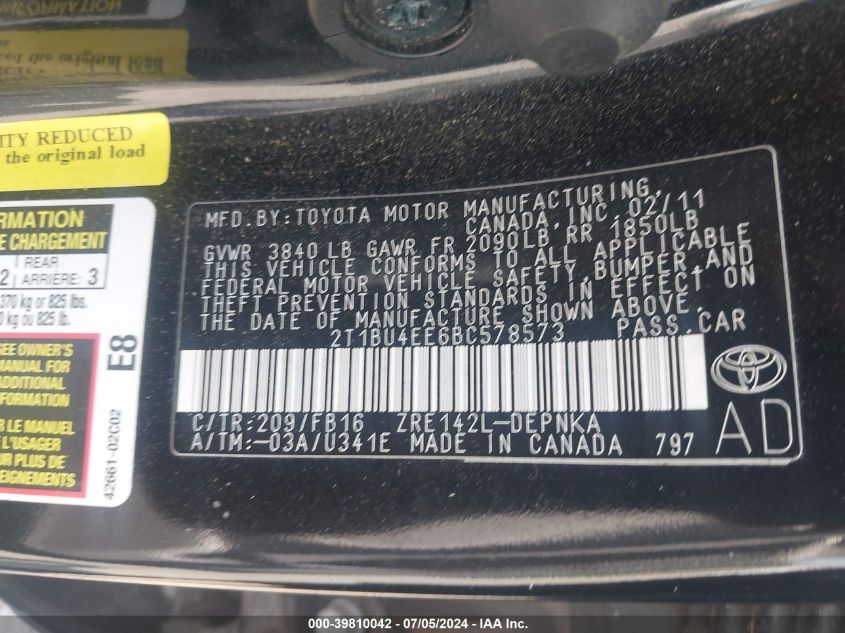 ITY REDUCED
the original load
ORMATION
E CHARGEMENT
2 REAR ARRIÈRE: 3
370 kg or 825 lbs.
kg ou 825 lb.
SEE OWNER'S
MANUAL FOR
ADDITIONAL
INFORMATION
LE MANUEL
L'USAGER
PLUS DE
EIGNEMENTS
E8
42661-02C02
MFD. BY: TOYOTA MOTOR MANUFACTURING,
CANADA, INC. 02/11
GVWR 3840 LB GAWR FR 2090LB RR 1850LB
THIS VEHICLE CONFORMS TO ALL APPLICABLE
FEDERAL MOTOR VEHICLE SAFETY, BUMPER, AND
THEFT PREVENTION STANDARDS IN EFFECT ON
THE DATE OF MANUFACTURE SHOWN ABOVE.
2T1BU4EE6BC578573 PASS.CAR
C/TR:209/FB16 ZRE142L-DEPNKA
A/TM:-03A/U341E MADE IN CANADA 797
AD
000-39810042 / 07/05/2024 - IAAI.COM